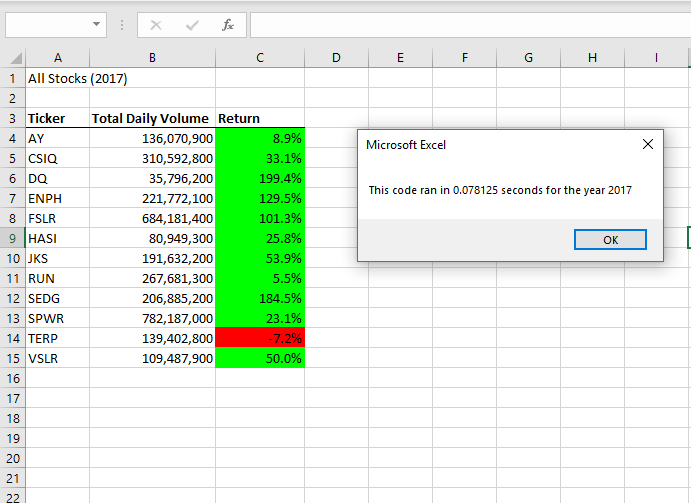 fx
A B C D E F G H I
1 All Stocks (2017)
2
3 Ticker Total Daily Volume Return
4 AY 136,070,900 8.9%
5 CSIQ 310,592,800 33.1%
6 DQ 35,796,200 199.4%
7 ENPH 221,772,100 129.5%
8 FSLR 684,181,400 101.3%
9 HASI 80,949,300 25.8%
10 JKS 191,632,200 53.9%
11 RUN 267,681,300 5.5%
12 SEDG 206,885,200 184.5%
13 SPWR 782,187,000 23.1%
14 TERP 139,402,800 -7.2%
15 VSLR 109,487,900 50.0%
16
17
18
19
20
21
22
Microsoft Excel
This code ran in 0.078125 seconds for the year 2017
OK